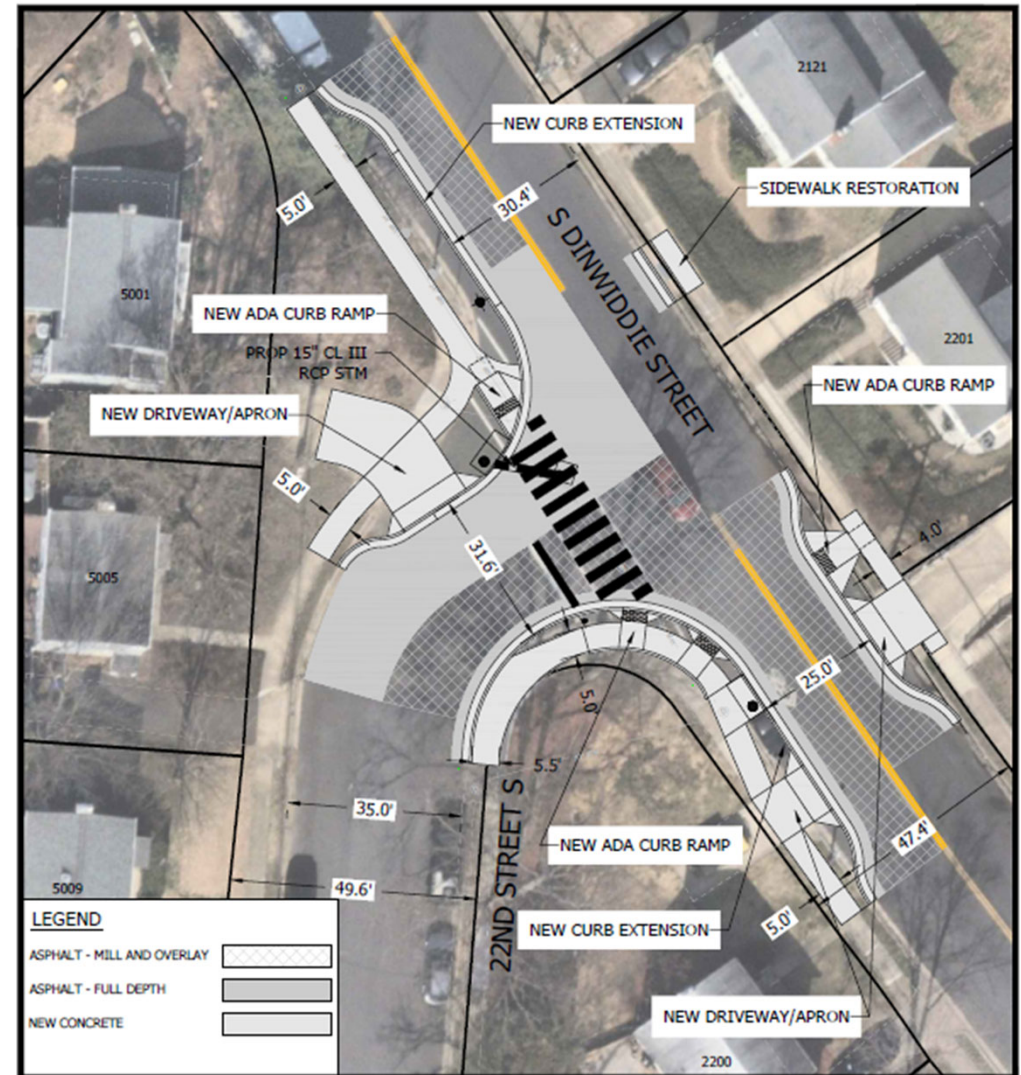 2121
NEW CURB EXTENSION
SIDEWALK RESTORATION
30.4'
5.0'
S DINWIDDIE STREET
5001
NEW ADA CURB RAMP
2201
PROP 15" CL III
RCP STM
NEW ADA CURB RAMP
NEW DRIVEWAY/APRON
5.0'
31.6'
4.0'
5005
25.0'
5.0'
5.5'
35.0'
22ND STREET S
47.4'
NEW ADA CURB RAMP
49.6'
5009
5.0'
NEW CURB EXTENSION
NEW DRIVEWAY/APRON
2200
LEGEND
ASPHALT - MILL AND OVERLAY
ASPHALT - FULL DEPTH
NEW CONCRETE